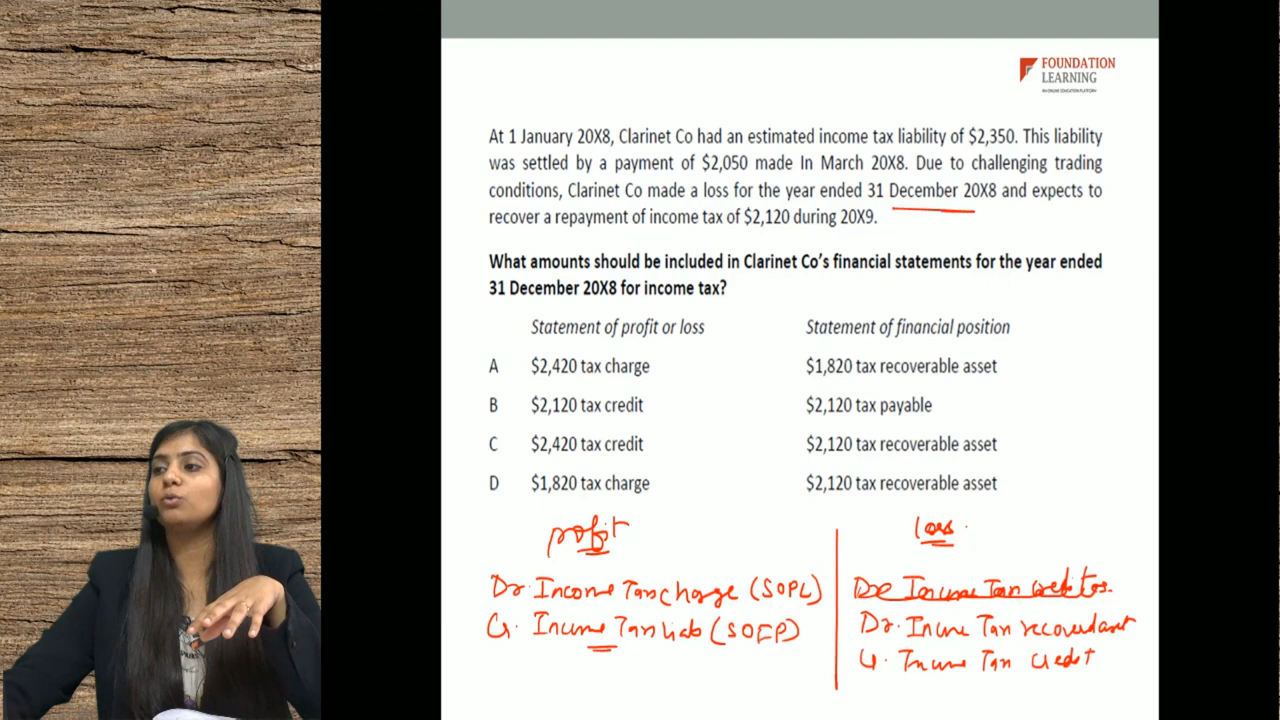 FOUNDATION
LEARNING
AN ONLINE EDUCATION PLATFORM
At 1 January 20X8, Clarinet Co had an estimated income tax liability of $2,350. This liability
was settled by a payment of $2,050 made In March 20X8. Due to challenging trading
conditions, Clarinet Co made a loss for the year ended 31 December 20X8 and expects to
recover a repayment of income tax of $2,120 during 20X9.
What amounts should be included in Clarinet Co's financial statements for the year ended
31 December 20X8 for income tax?
Statement of profit or loss Statement of financial position
A $2,420 tax charge $1,820 tax recoverable asset
B $2,120 tax credit $2,120 tax payable
C $2,420 tax credit $2,120 tax recoverable asset
D $1,820 tax charge $2,120 tax recoverable asset
profit
Dr. Income Tax charge (SOPL)
Cr. Income Tax liab (SOFP)
loss
Dr. Income Tax
Cr. Income Tax credit